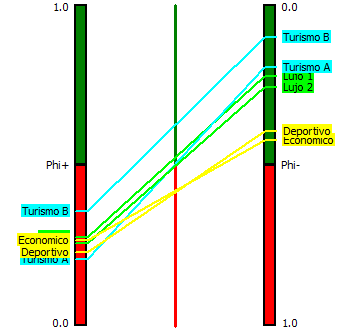 1.0
0.0
Turismo B
Turismo A
Lujo 1
Lujo 2
Deportivo
Economico
Phi+
Phi-
Turismo B
Economico
Deportivo
Turismo A
0.0
1.0